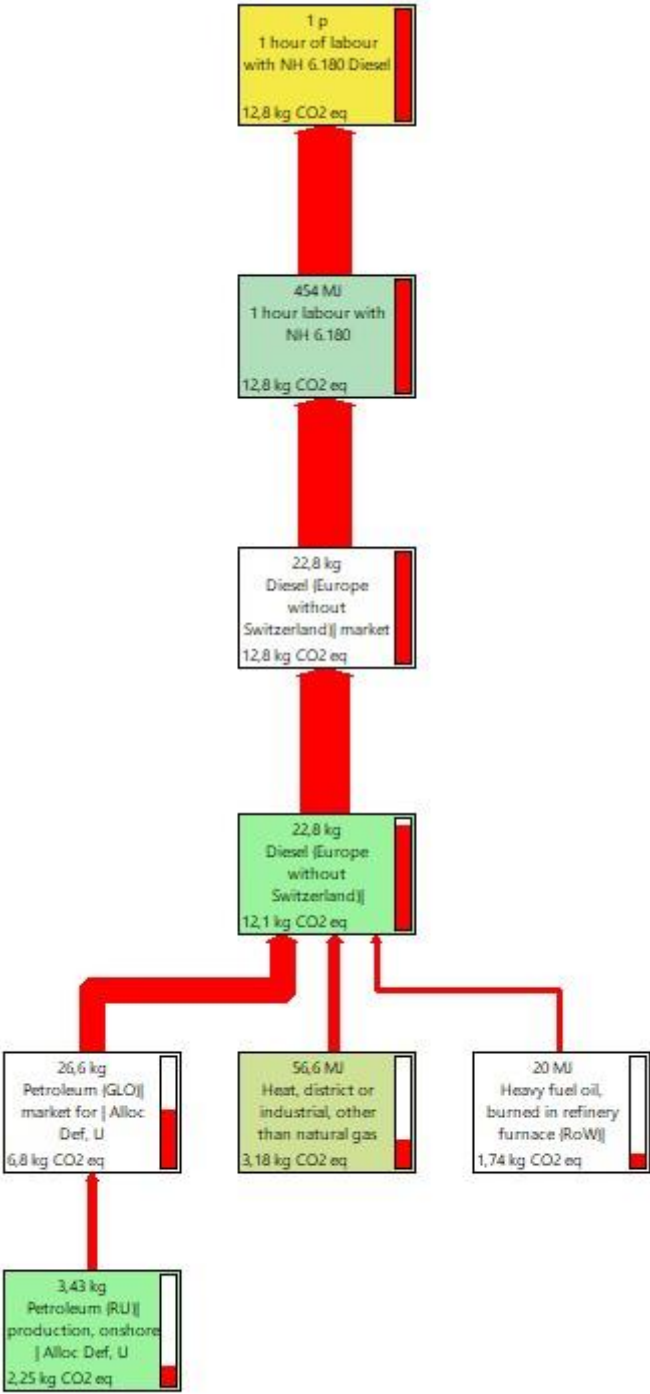 1 p
1 hour of labour
with NH 6.180 Diesel
12,8 kg CO2 eq
454 MJ
1 hour labour with
NH 6.180
12,8 kg CO2 eq
22,8 kg
Diesel {Europe
without
Switzerland}| market
12,8 kg CO2 eq
22,8 kg
Diesel {Europe
without
Switzerland}|
12,1 kg CO2 eq
26,6 kg
Petroleum {GLO}|
market for | Alloc
Def, U
6,8 kg CO2 eq
56,6 MJ
Heat, district or
industrial, other
than natural gas
3,18 kg CO2 eq
20 MJ
Heavy fuel oil,
burned in refinery
furnace {RoW}|
1,74 kg CO2 eq
3,43 kg
Petroleum {RU}|
production, onshore
| Alloc Def, U
2,25 kg CO2 eq